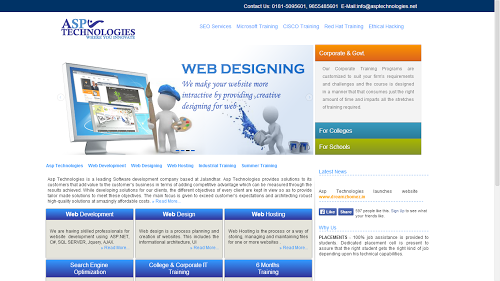 Contact Us: 0181-5095601, 9855485601 E-Mail:info@asptechnologies.net
ASP
TECHNOLOGIES
SEO Services Microsoft Training CISCO Training Red Hat Training Ethical Hacking
WEB DESIGNING
We make your website more
interactive by providing ,creative
designing for web .
Corporate & Govt.
Our Corporate Training Programs are
customised to suit your firm's requirements
and challenges and the course is designed
in a manner that that consumes just the right
amount of time and imparts all the stretches
of training required.
For Colleges
For Schools
Asp Technologies Web Development Web Designing Web Hosting Industrial Training Summer Training
Asp Technologies is a Leading Software development company based at Jalandhar. Asp Technologies provides solutions to its
customers that add value to the customer's business in terms of adding competitive advantage which can be measured through the
results achieved. While developing solutions for our clients, the different objectives of every client are kept in view so as to provide
tailor made solutions to meet these objectives. The main focus is given to exceed customer's expectations and architecting robust
high quality solutions at amazingly affordable costs. » Read More..
Latest News
Asp Technologies launches website
Like Share 597 people like this. Sign Up to see what
your friends like.
Why Us
PLACEMENTS - 100% job assistance is provided to
students. Dedicated placement cell is present to
assure that the right student gets the right kind of job
depending upon his technical capabilities.
Web Development
We are having skilled professionals for
website development using ASP.NET,
C#, SQL SERVER, Jquery, AJAX.
» Read More..
Web Design
Web design is a process planning and
creation of websites. This includes the
informational architecture, UI
» Read More..
Web Hosting
Web Hosting is the process or a way of
storing, managing and maintaining files
for one or more websites
» Read More..
Search Engine
Optimization
College & Corporate IT
Training
6 Months
Training